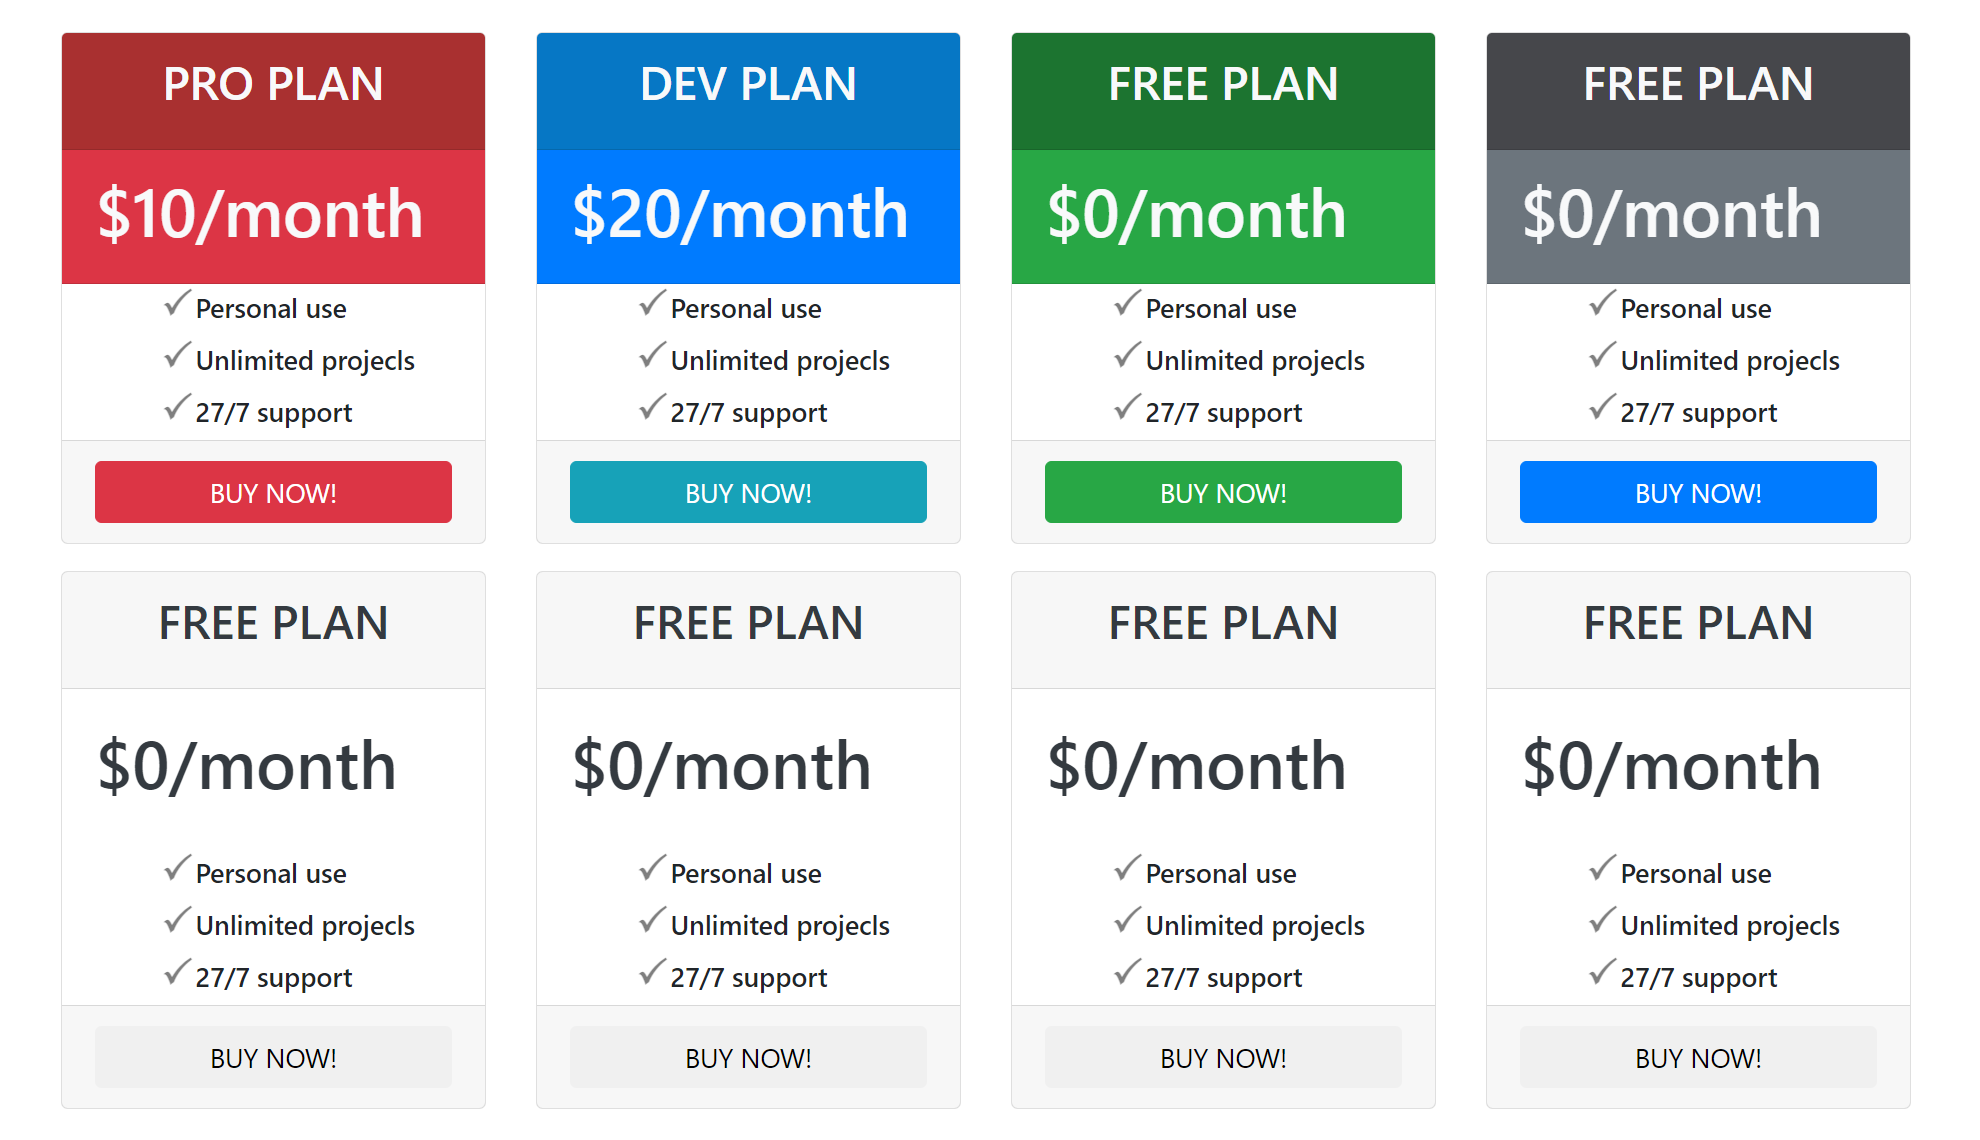 PRO PLAN
$10/month
Personal use
Unlimited projecls
27/7 support
BUY NOW!
DEV PLAN
$20/month
Personal use
Unlimited projecls
27/7 support
BUY NOW!
FREE PLAN
$0/month
Personal use
Unlimited projecls
27/7 support
BUY NOW!
FREE PLAN
$0/month
Personal use
Unlimited projecls
27/7 support
BUY NOW!
FREE PLAN
$0/month
Personal use
Unlimited projecls
27/7 support
BUY NOW!
FREE PLAN
$0/month
Personal use
Unlimited projecls
27/7 support
BUY NOW!
FREE PLAN
$0/month
Personal use
Unlimited projecls
27/7 support
BUY NOW!
FREE PLAN
$0/month
Personal use
Unlimited projecls
27/7 support
BUY NOW!